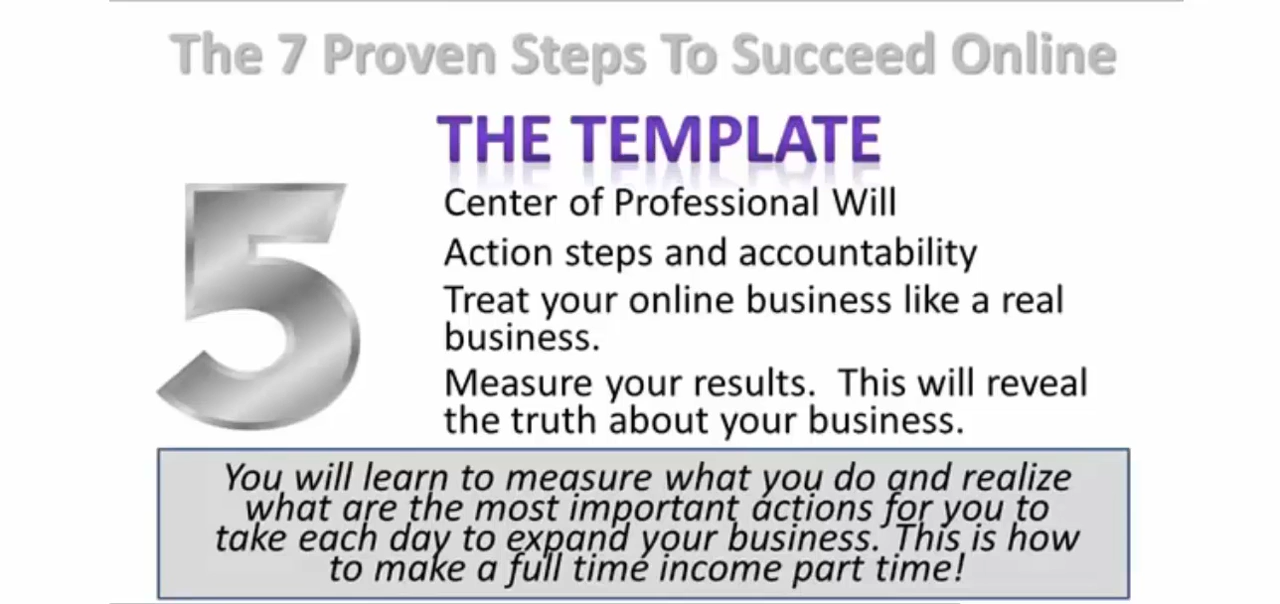 The 7 Proven Steps To Succeed Online
THE TEMPLATE
5
Center of Professional Will
Action steps and accountability
Treat your online business like a real
business.
Measure your results.  This will reveal
the truth about your business.
You will learn to measure what you do and realize
what are the most important actions for you to
take each day to expand your business. This is how
to make a full time income part time!